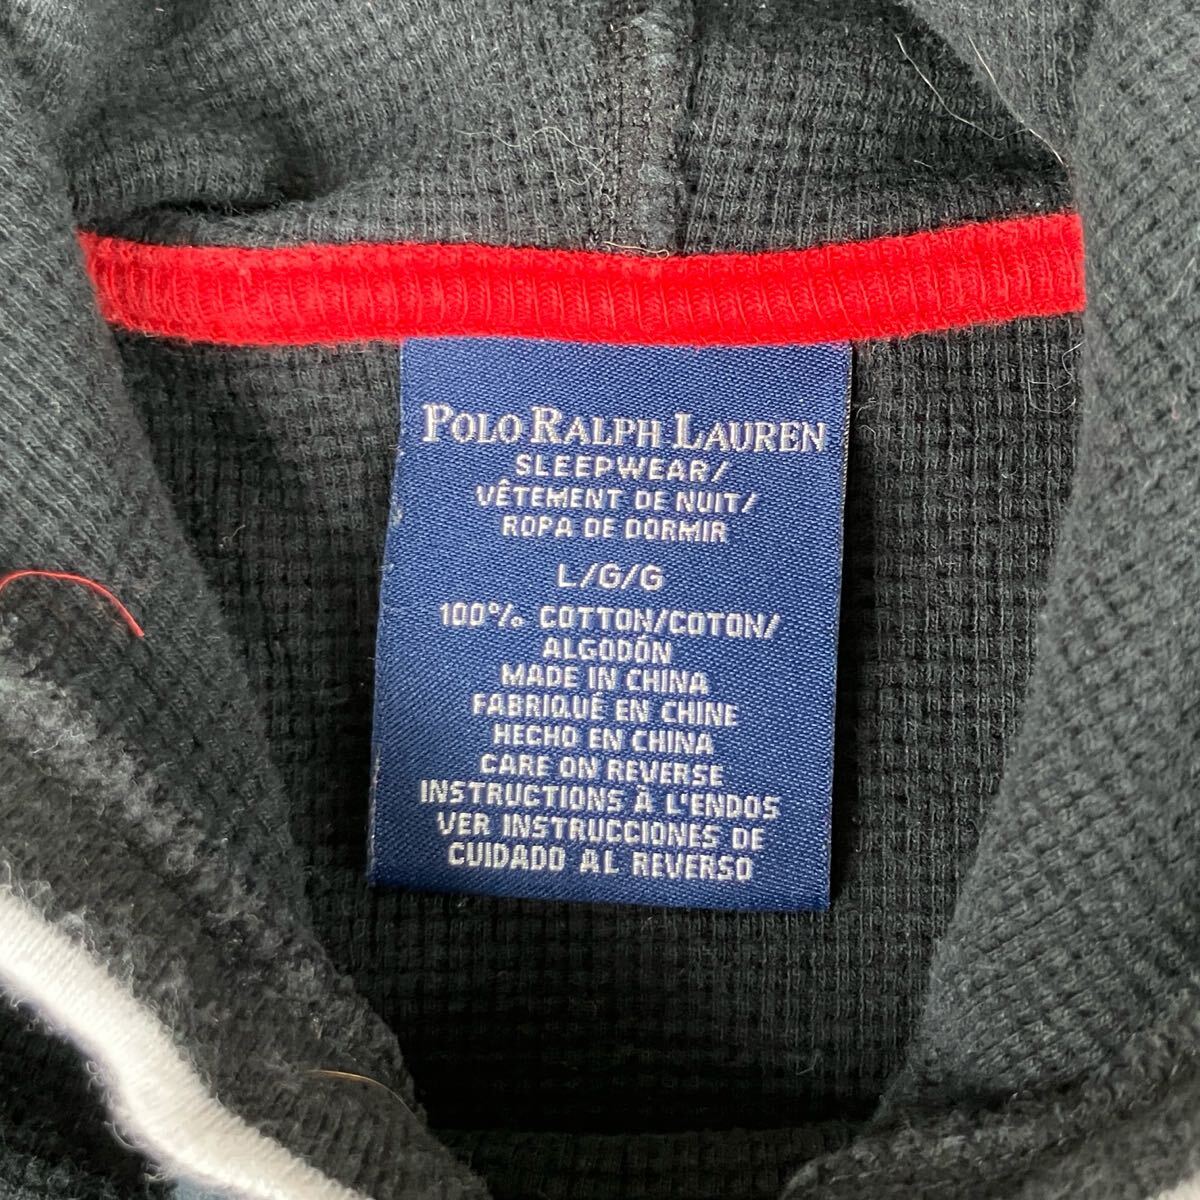 POLO RALPH LAUREN
SLEEPWEAR/
VÊTEMENT DE NUIT/
ROPA DE DORMIR
L/G/G
100% COTTON/COTON/
ALGODÓN
MADE IN CHINA
FABRIQUÉ EN CHINE
HECHO EN CHINA
CARE ON REVERSE
INSTRUCTIONS À L'ENDOS
VER INSTRUCCIONES DE
CUIDADO AL REVERSO